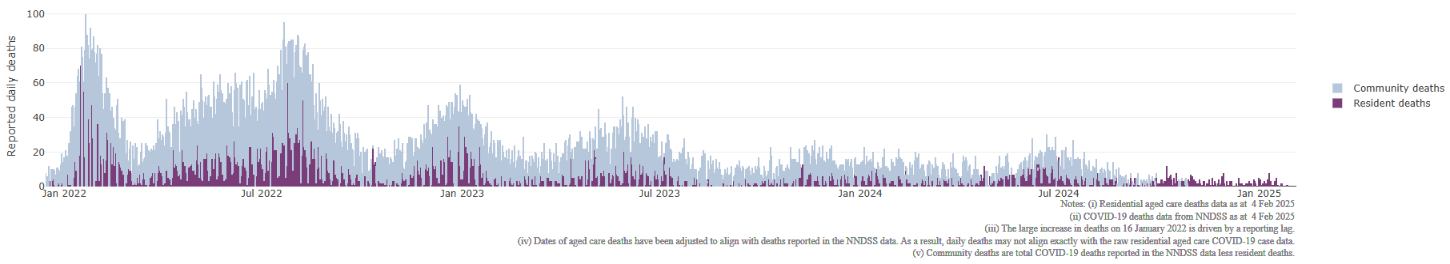 100
80
60
40
20
0
Reported daily deaths
Jan 2022 Jul 2022 Jan 2023 Jul 2023 Jan 2024 Jul 2024 Jan 2025
Community deaths
Resident deaths
Notes: (i) Residential aged care deaths data as at 4 Feb 2025
(ii) COVID-19 deaths data from NNDSS as at 4 Feb 2025
(iii) The large increase in deaths on 16 January 2022 is driven by a reporting lag.
(iv) Dates of aged care deaths have been adjusted to align with deaths reported in the NNDSS data. As a result, daily deaths may not align exactly with the raw residential aged care COVID-19 case data.
(v) Community deaths are total COVID-19 deaths reported in the NNDSS data less resident deaths.